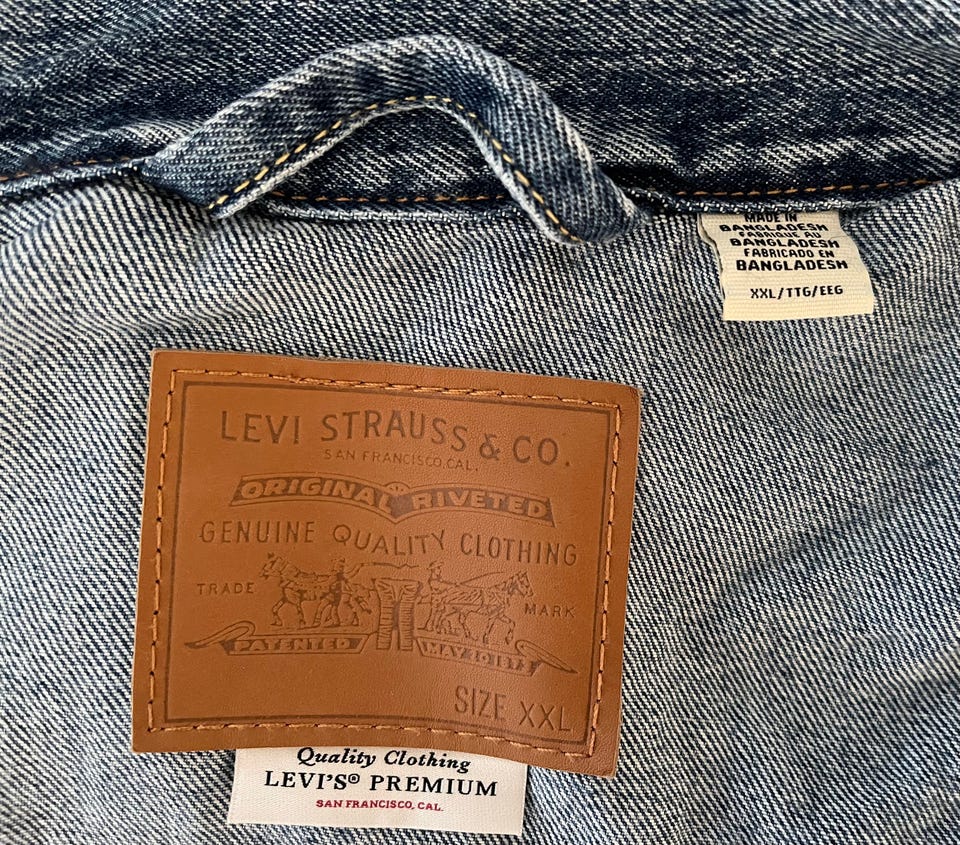 MADE IN
BANGLADESH
FABRIQUE AU
BANGLADESH
FABRICADO EN
BANGLADESH
XXL/TTG/EEG
LEVI STRAUSS & CO.
SAN FRANCISCO, CAL.
ORIGINAL RIVETED
GENUINE QUALITY CLOTHING
TRADE MARK
PATENTED MAY 20 1873
SIZE XXL
Quality Clothing
LEVI'S® PREMIUM
SAN FRANCISCO, CAL.